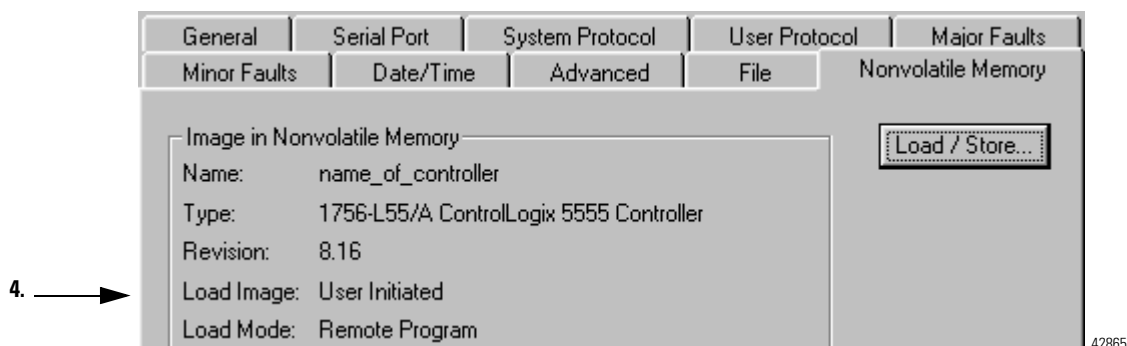 General Serial Port System Protocol User Protocol Major Faults
Minor Faults Date/Time Advanced File Nonvolatile Memory
Image in Nonvolatile Memory
Load / Store...
Name: name_of_controller
Type: 1756-L55/A ControlLogix 5555 Controller
Revision: 8.16
4. Load Image: User Initiated
Load Mode: Remote Program
42865